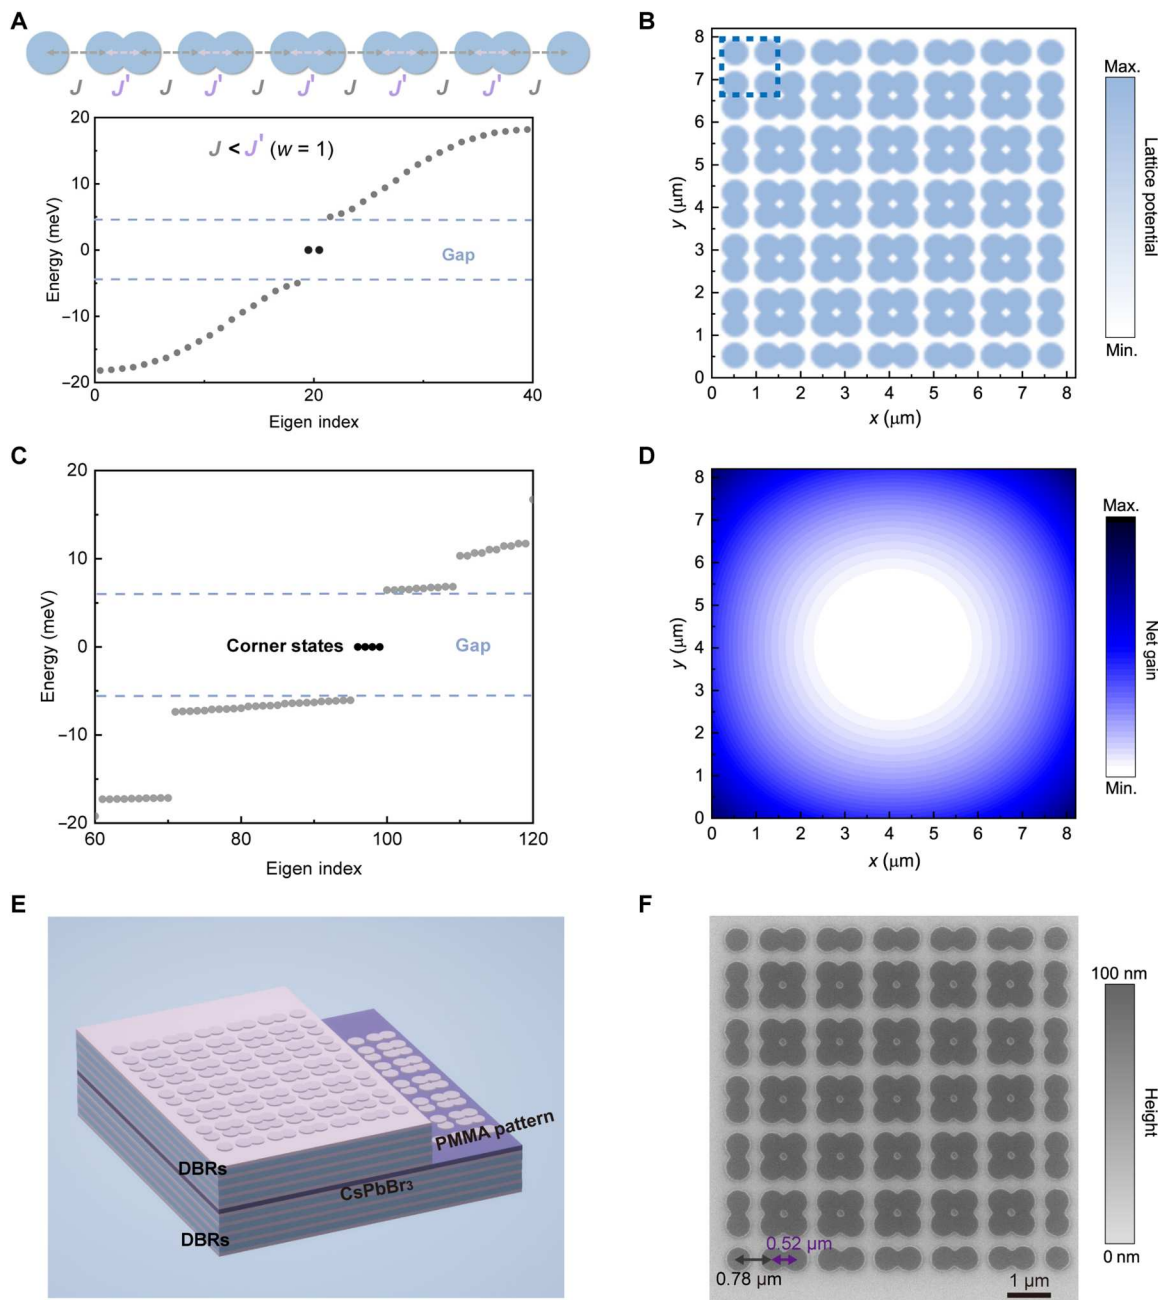 A
J J' J J' J J' J J' J J' J
J < J' (w = 1)
20
10
0
−10
−20
Energy (meV)
Gap
0 20 40
Eigen index
B
8
7
6
5
4
3
2
1
0
y (μm)
0 1 2 3 4 5 6 7 8
x (μm)
Max.
Lattice potential
Min.
C
20
10
0
−10
−20
Energy (meV)
Corner states
Gap
60 80 100 120
Eigen index
D
8
7
6
5
4
3
2
1
0
y (μm)
0 1 2 3 4 5 6 7 8
x (μm)
Max.
Net gain
Min.
E
DBRs
PMMA pattern
CsPbBr₃
DBRs
F
0.52 μm
0.78 μm
1 μm
100 nm
Height
0 nm